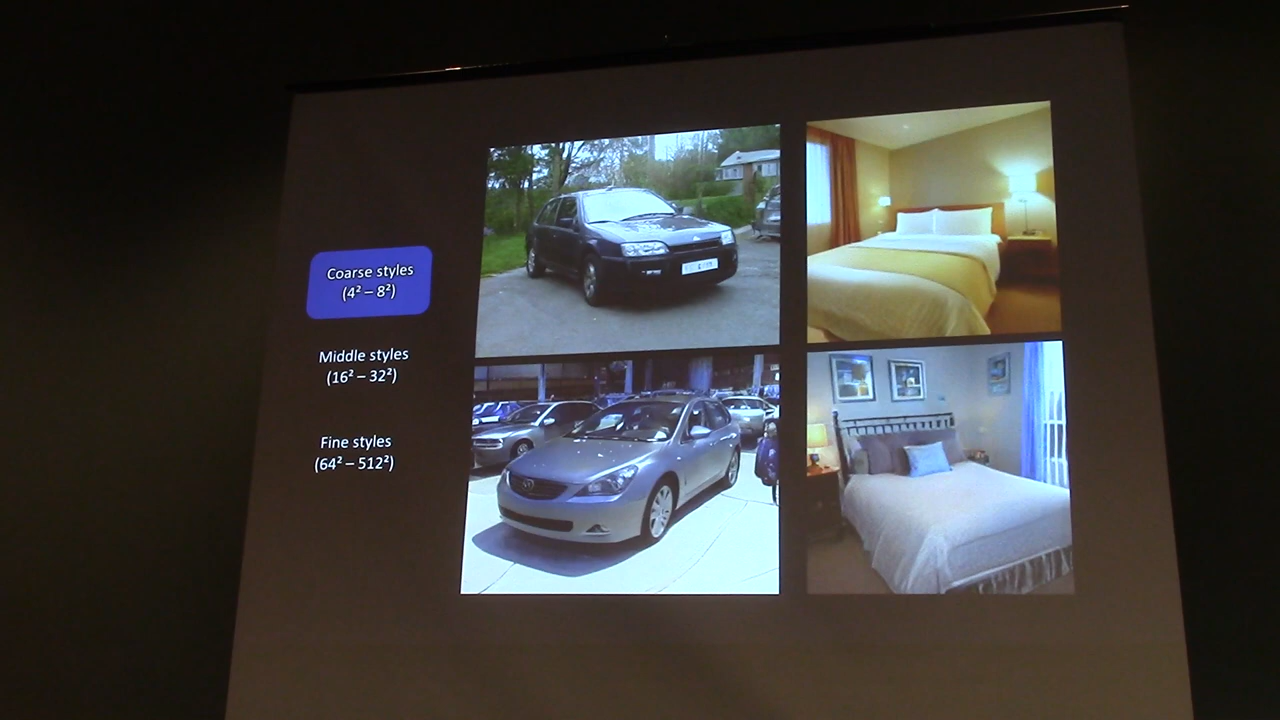 Coarse styles
(4² – 8²)
Middle styles
(16² – 32²)
Fine styles
(64² – 512²)